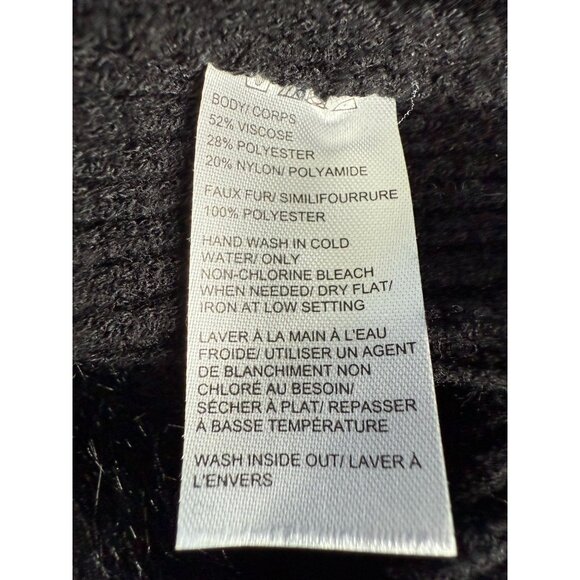 BODY/ CORPS
52% VISCOSE
28% POLYESTER
20% NYLON/ POLYAMIDE
FAUX FUR/ SIMILIFOURRURE
100% POLYESTER
HAND WASH IN COLD
WATER/ ONLY
NON-CHLORINE BLEACH
WHEN NEEDED/ DRY FLAT/
IRON AT LOW SETTING
LAVER À LA MAIN À L'EAU
FROIDE/ UTILISER UN AGENT
DE BLANCHIMENT NON
CHLORÉ AU BESOIN/
SÉCHER À PLAT/ REPASSER
À BASSE TEMPÉRATURE
WASH INSIDE OUT/ LAVER À
L'ENVERS